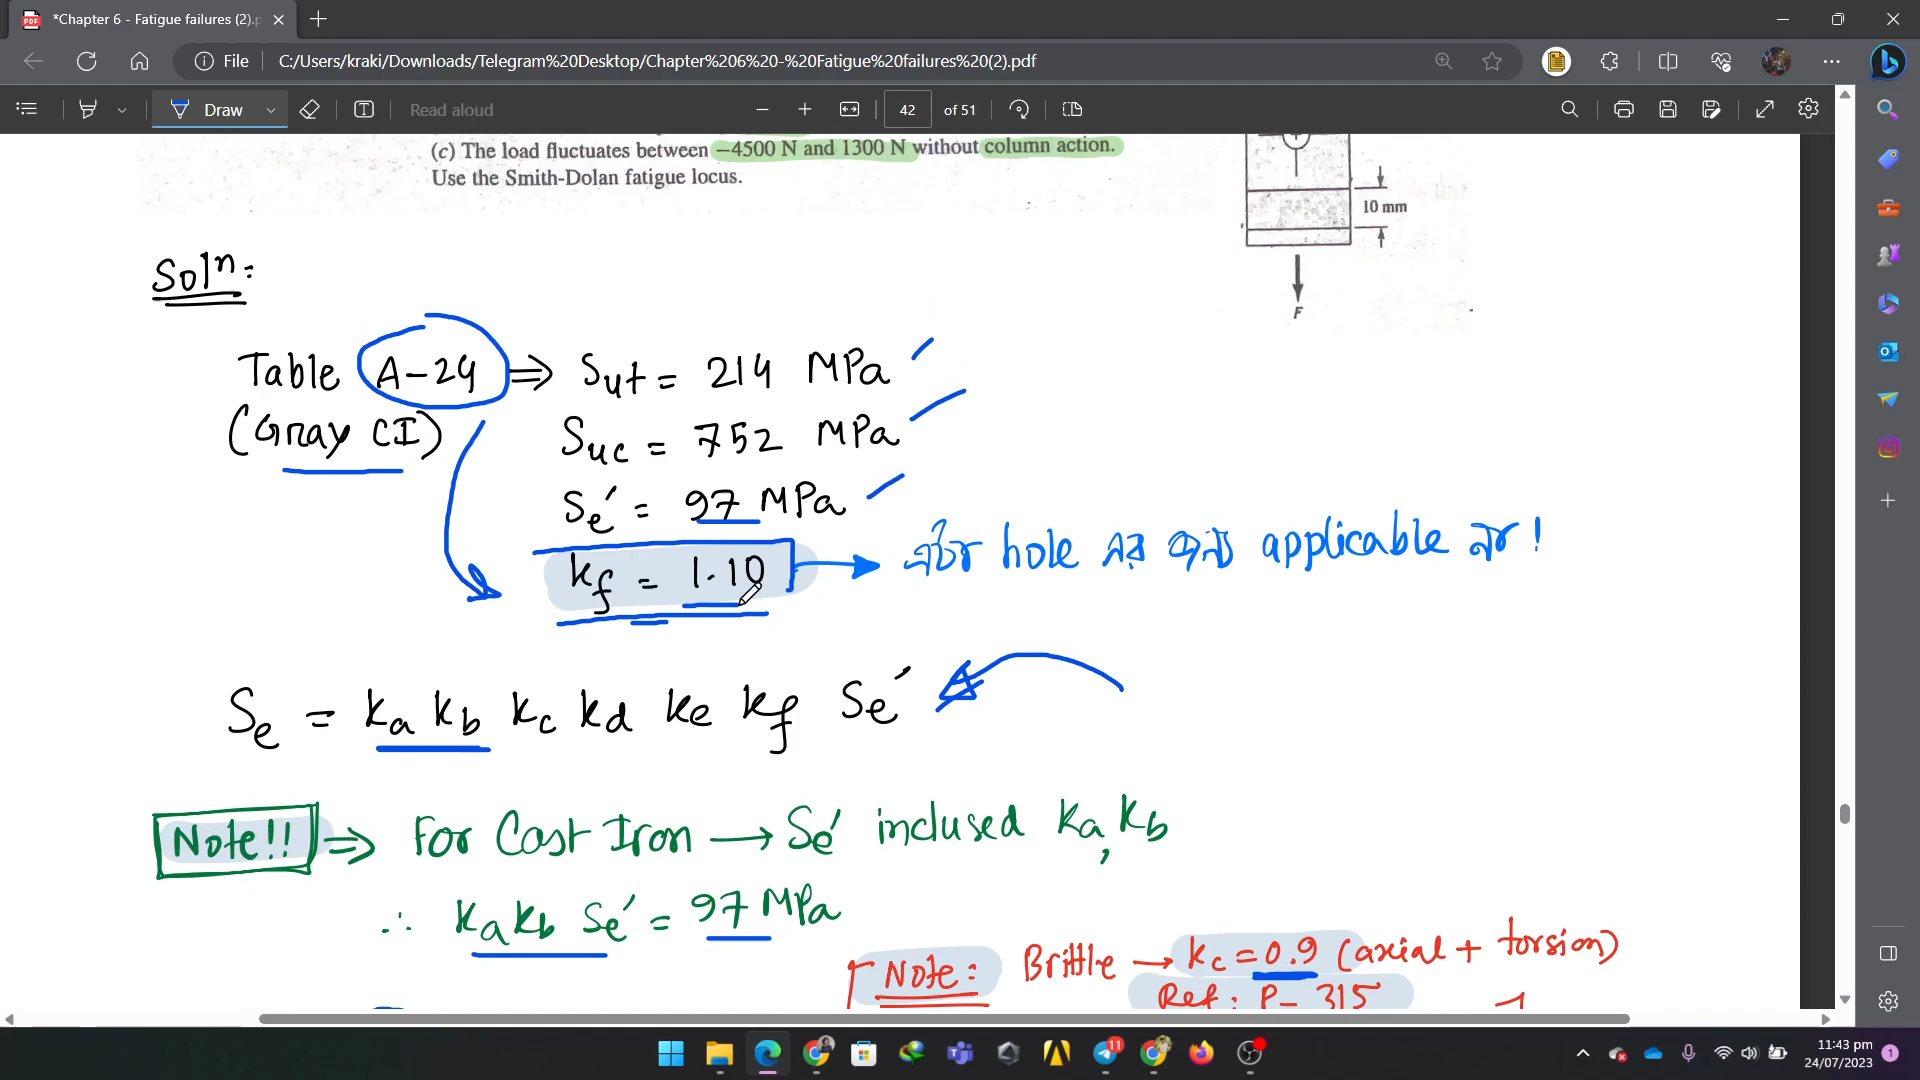 *Chapter 6 - Fatigue failures (2).p
File
C:/Users/kraki/Downloads/Telegram%20Desktop/Chapter%206%20-%20Fatigue%20failures%20(2).pdf
Draw
Read aloud
42 of 51
(c) The load fluctuates between −4500 N and 1300 N without column action.
Use the Smith-Dolan fatigue locus.
10 mm
F
Soln:
Table A-24 ⇒ Sut = 214 MPa
(Gray CI)
Suc = 752 MPa
Se' = 97 MPa
kf = 1.10
hole এর জন্য applicable নয় !
Se = ka kb kc kd ke kf Se'
Note!! ⇒ For Cast Iron → Se' inclused ka, kb
∴ ka kb Se' = 97 MPa
Note: Brittle → kc = 0.9 (axial + torsion)
Ref: P- 315
11
11:43 pm
24/07/2023
1